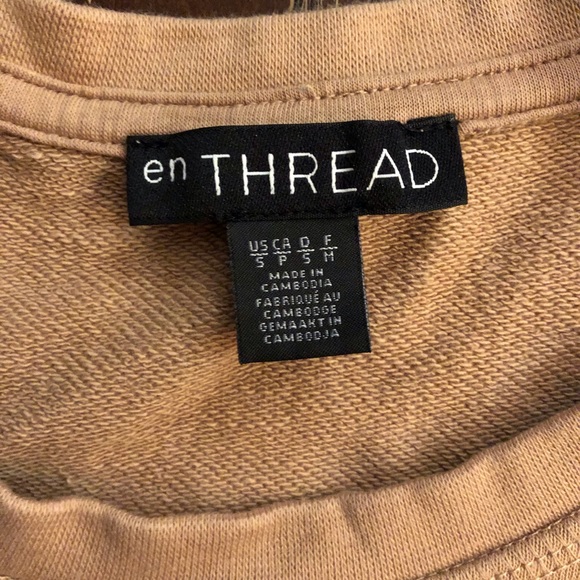 en THREAD
US CA D F
S P S M
MADE IN
CAMBODIA
FABRIQUÉ AU
CAMBODGE
GEMAAKT IN
CAMBODJA